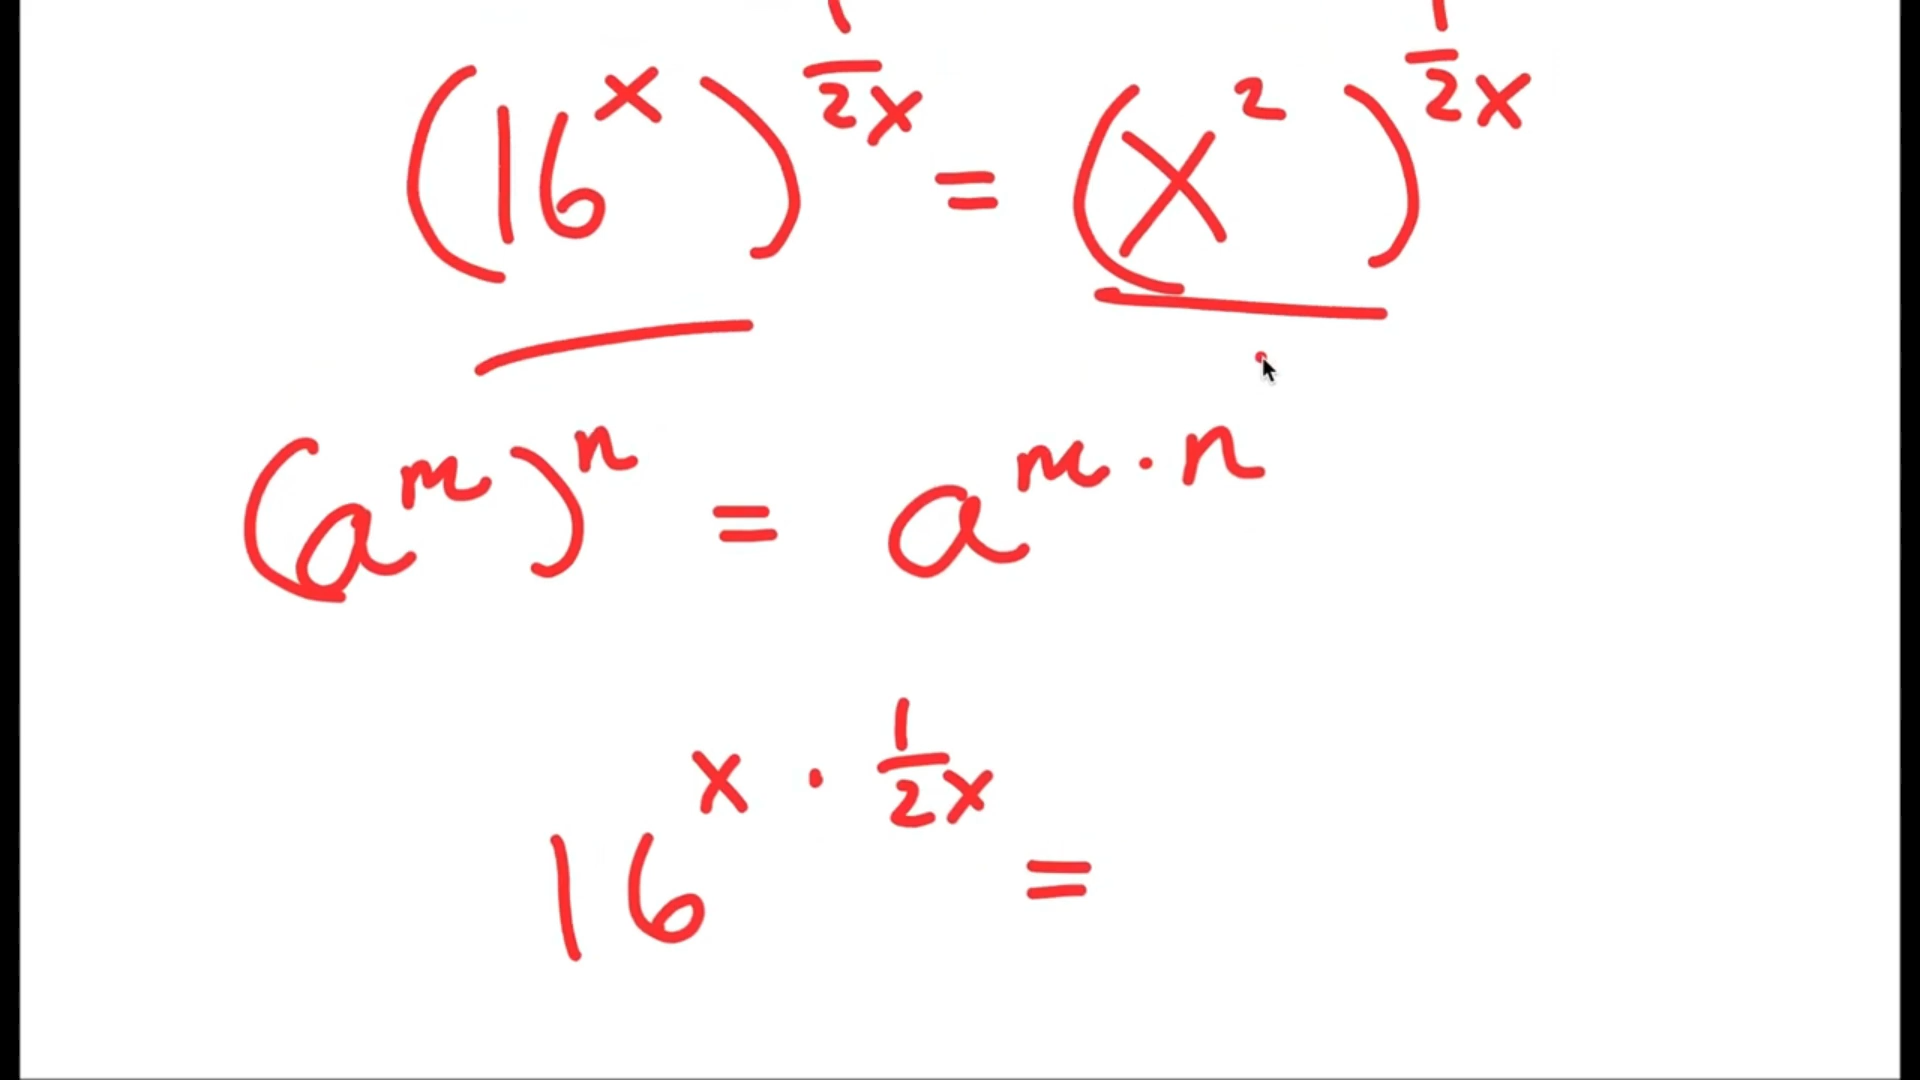 (16^x)^(1/2x) = (x^2)^(1/2x)
(a^m)^n = a^(m·n)
16^(x · 1/2x) =